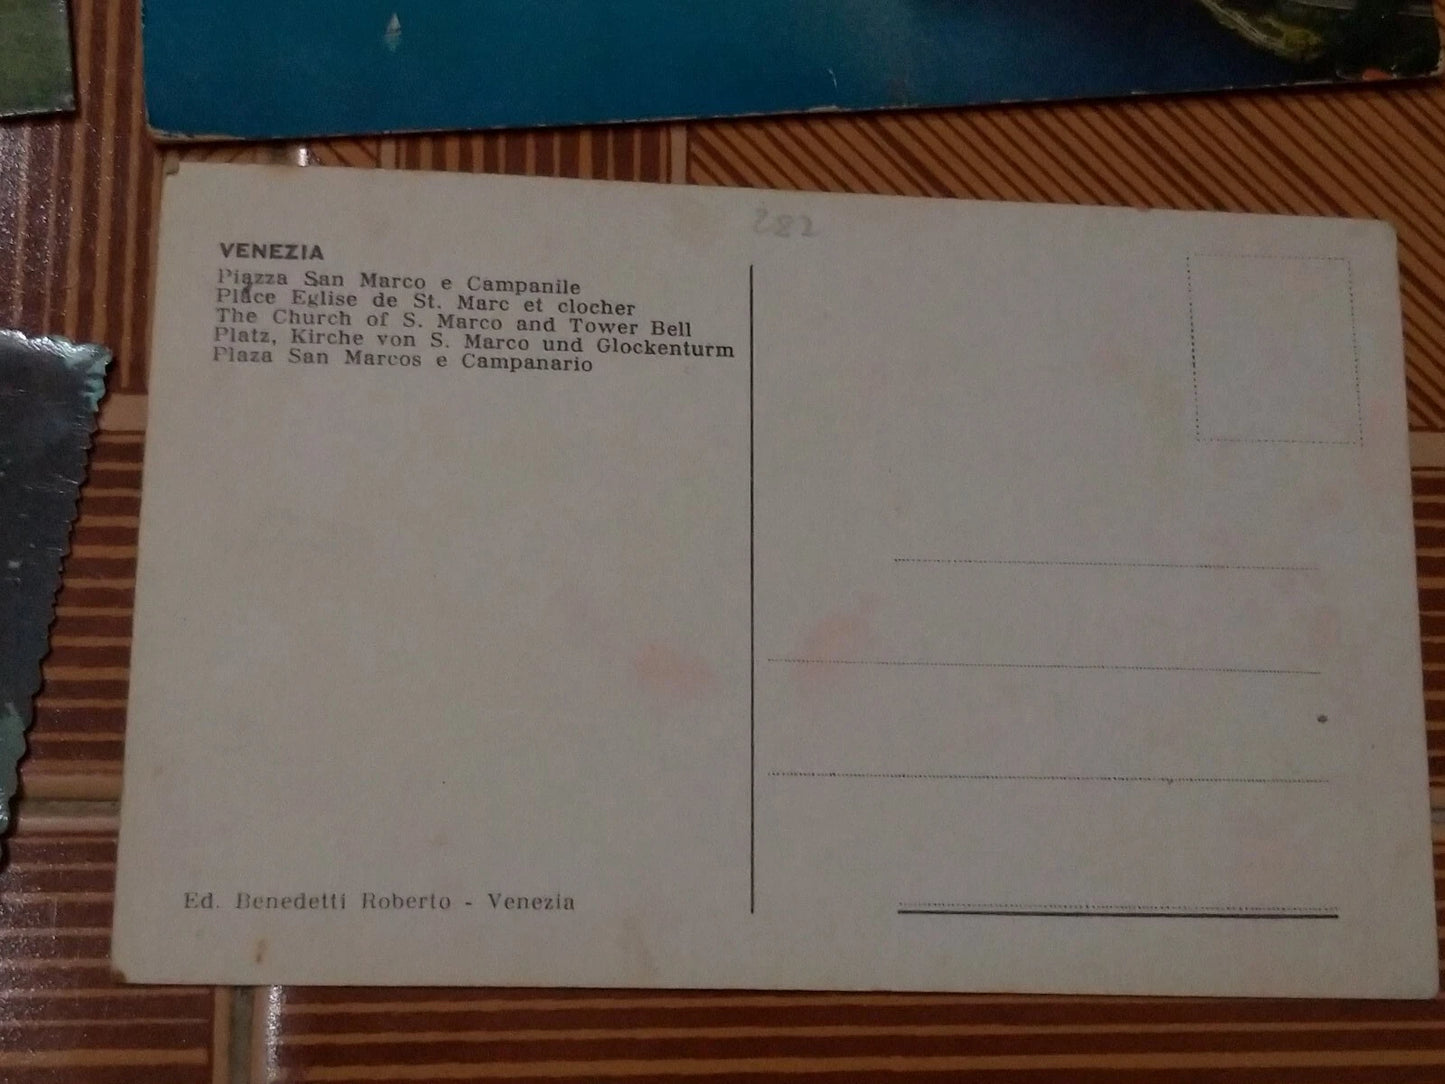 282
VENEZIA
Piazza San Marco e Campanile
Place Eglise de St. Marc et clocher
The Church of S. Marco and Tower Bell
Platz, Kirche von S. Marco und Glockenturm
Plaza San Marcos e Campanario
Ed. Benedetti Roberto - Venezia